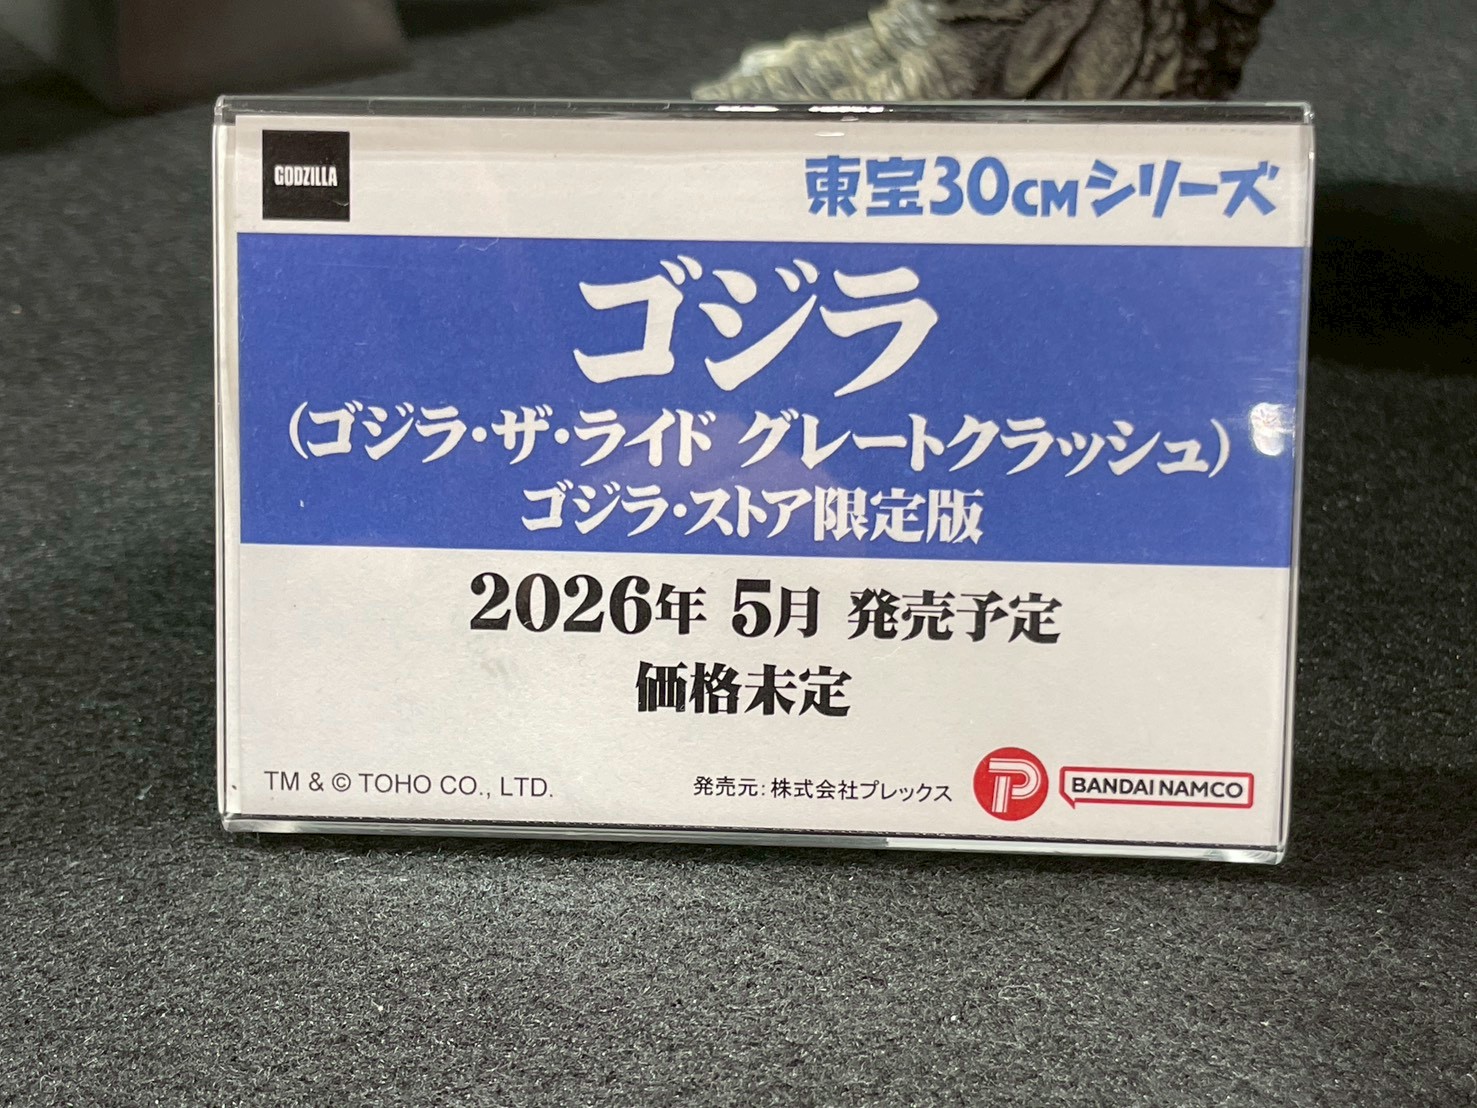 GODZILLA
東宝30CMシリーズ
ゴジラ
(ゴジラ・ザ・ライド グレートクラッシュ)
ゴジラ・ストア限定版
2026年 5月 発売予定
価格未定
TM & © TOHO CO., LTD.
発売元:株式会社プレックス
P
BANDAI NAMCO